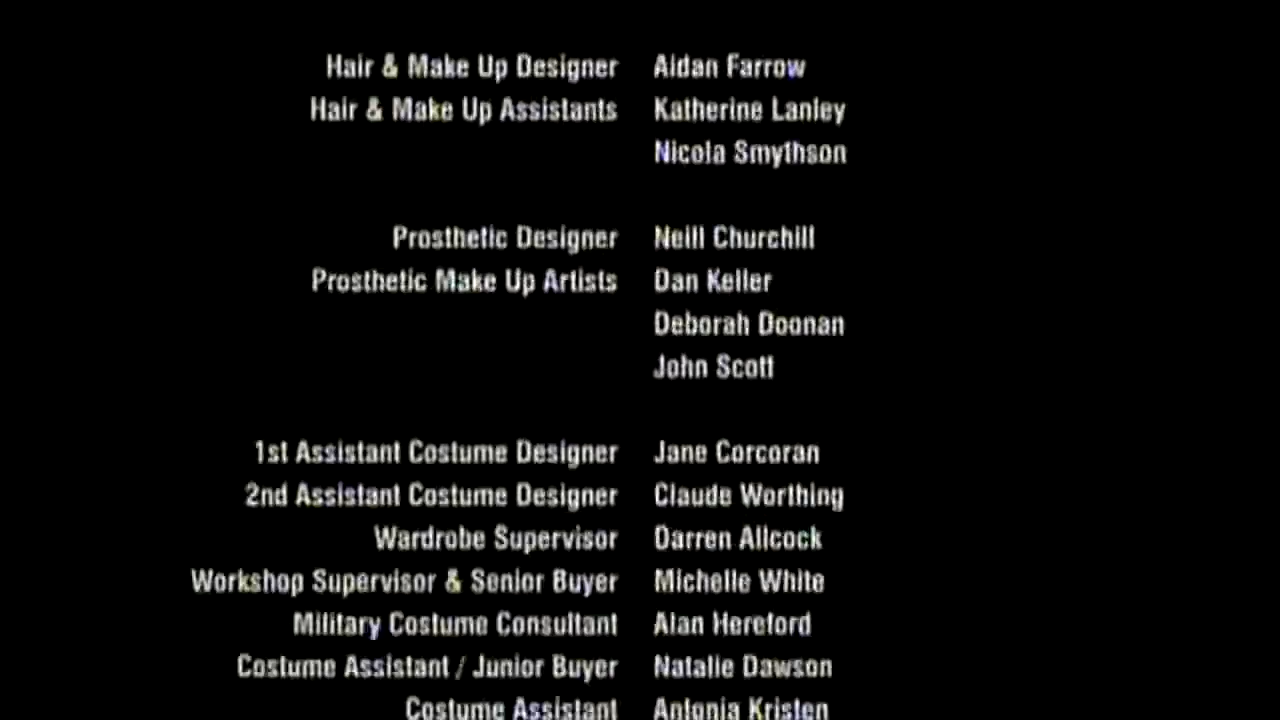 Hair & Make Up Designer Aidan Farrow
Hair & Make Up Assistants Katherine Lanley
Nicola Smythson
Prosthetic Designer Neill Churchill
Prosthetic Make Up Artists Dan Keller
Deborah Doonan
John Scott
1st Assistant Costume Designer Jane Corcoran
2nd Assistant Costume Designer Claude Worthing
Wardrobe Supervisor Darren Allcock
Workshop Supervisor & Senior Buyer Michelle White
Military Costume Consultant Alan Hereford
Costume Assistant / Junior Buyer Natalie Dawson
Costume Assistant Antonia Kristen